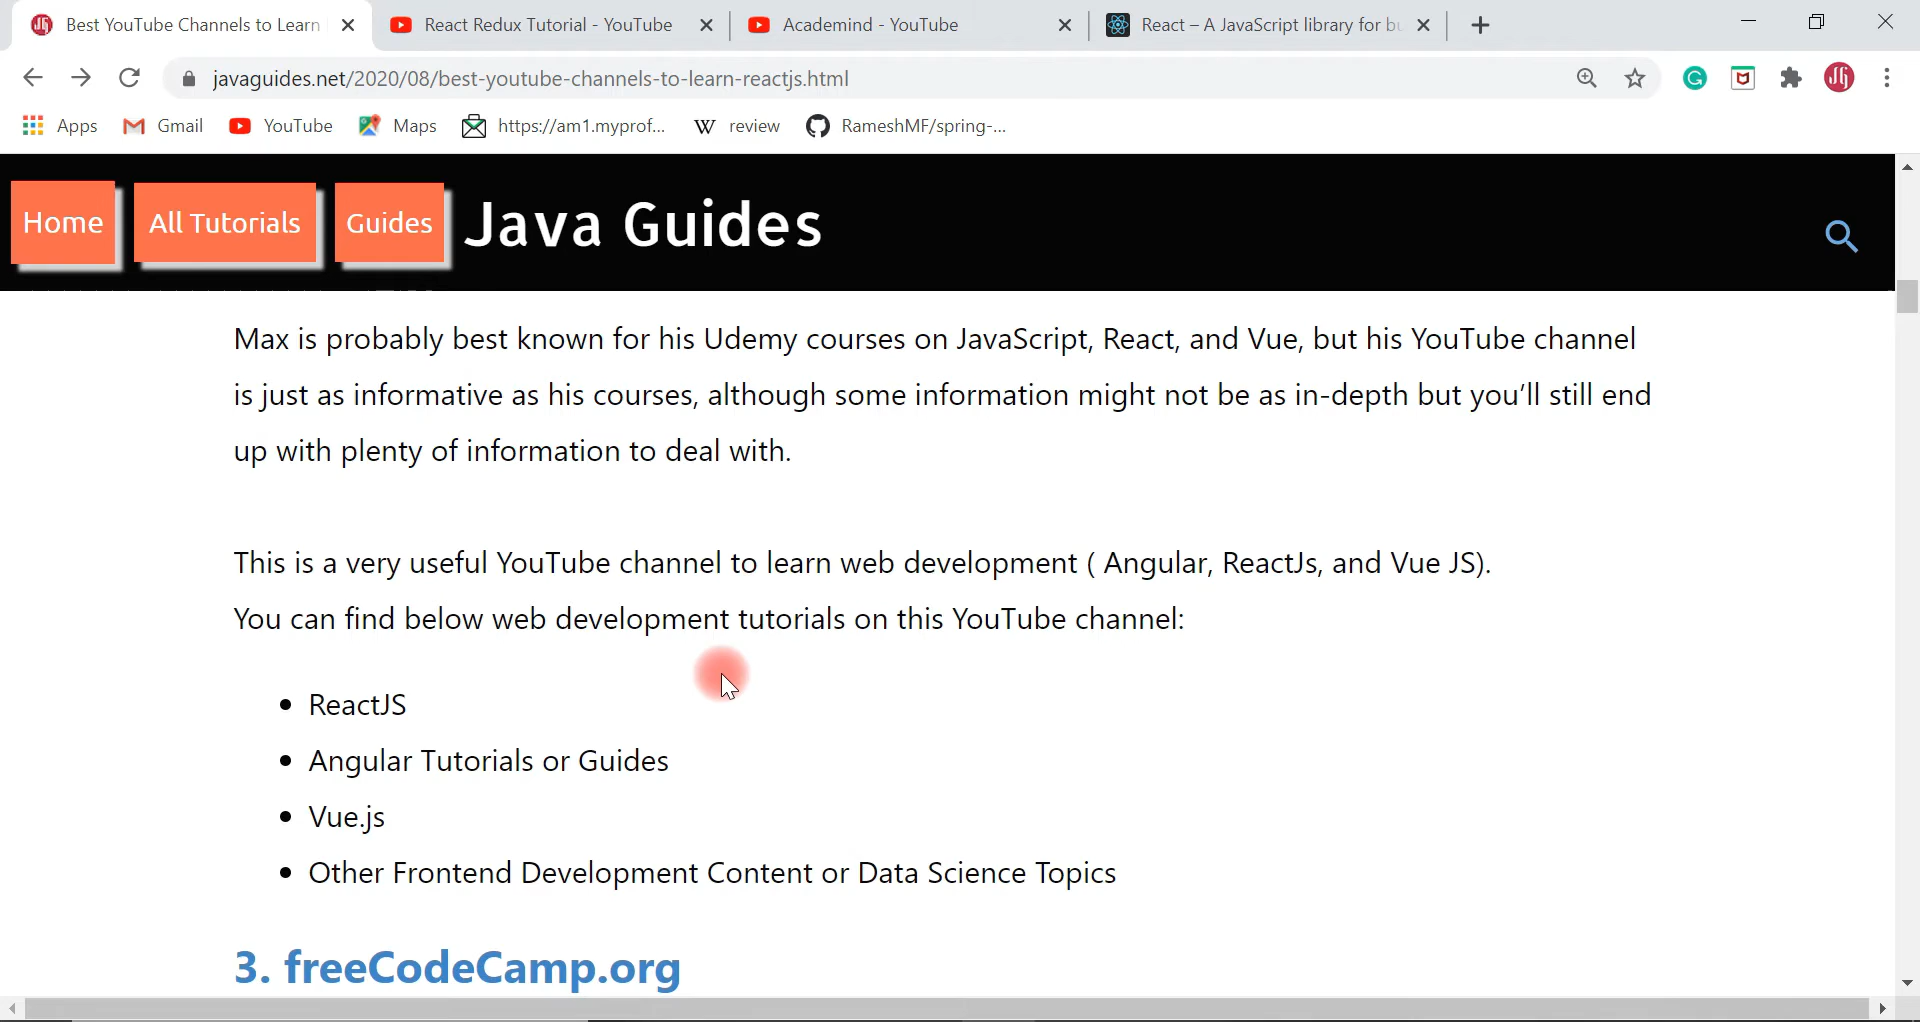 Best YouTube Channels to Learn
React Redux Tutorial - YouTube
Academind - YouTube
React – A JavaScript library for bu
javaguides.net/2020/08/best-youtube-channels-to-learn-reactjs.html
Apps
Gmail
YouTube
Maps
https://am1.myprof...
W review
RameshMF/spring-...
Home
All Tutorials
Guides
Java Guides
Max is probably best known for his Udemy courses on JavaScript, React, and Vue, but his YouTube channel
is just as informative as his courses, although some information might not be as in-depth but you'll still end
up with plenty of information to deal with.
This is a very useful YouTube channel to learn web development ( Angular, ReactJs, and Vue JS).
You can find below web development tutorials on this YouTube channel:
• ReactJS
• Angular Tutorials or Guides
• Vue.js
• Other Frontend Development Content or Data Science Topics
3. freeCodeCamp.org